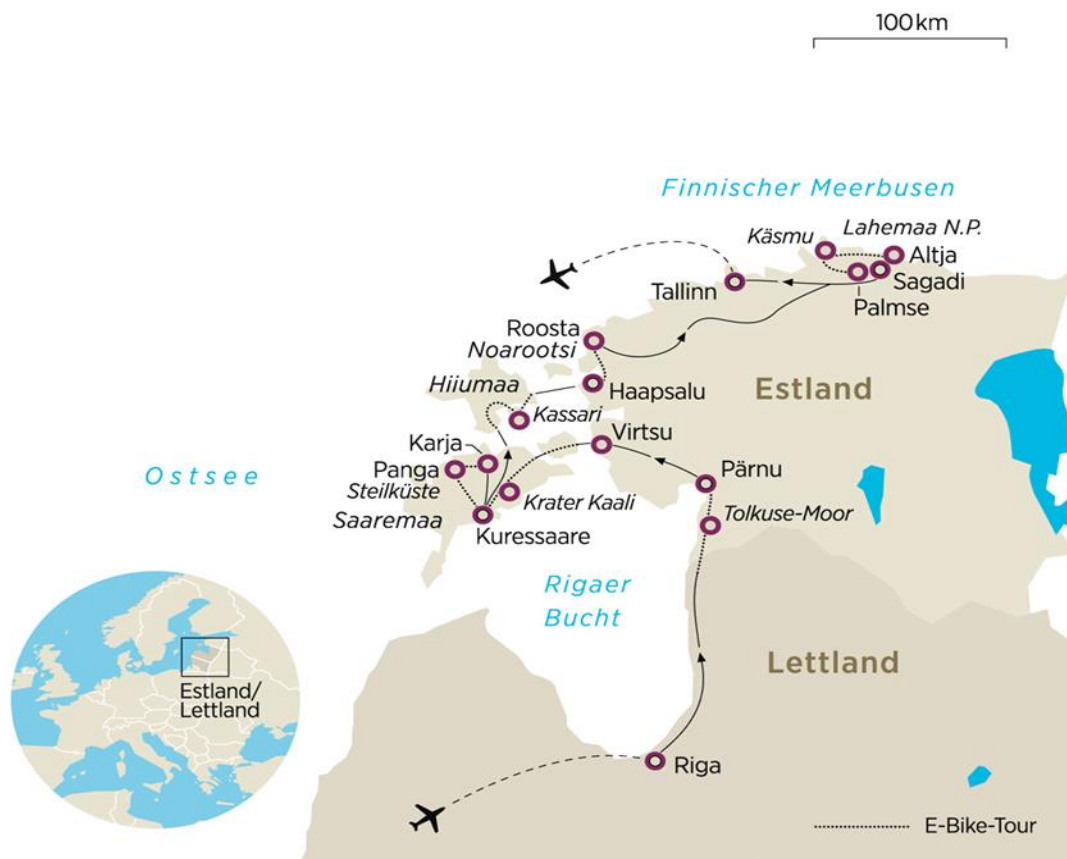 100 km
Finnischer Meerbusen
Lahemaa N.P.
Käsmu
Altja
Sagadi
Palmse
Tallinn
Roosta
Noarootsi
Hiiumaa
Haapsalu
Estland
Kassari
Virtsu
Karja
Panga
Steilküste
Saaremaa
Krater Kaali
Kuressaare
Pärnu
Tolkuse-Moor
Ostsee
Rigaer
Bucht
Lettland
Estland/
Lettland
Riga
E-Bike-Tour